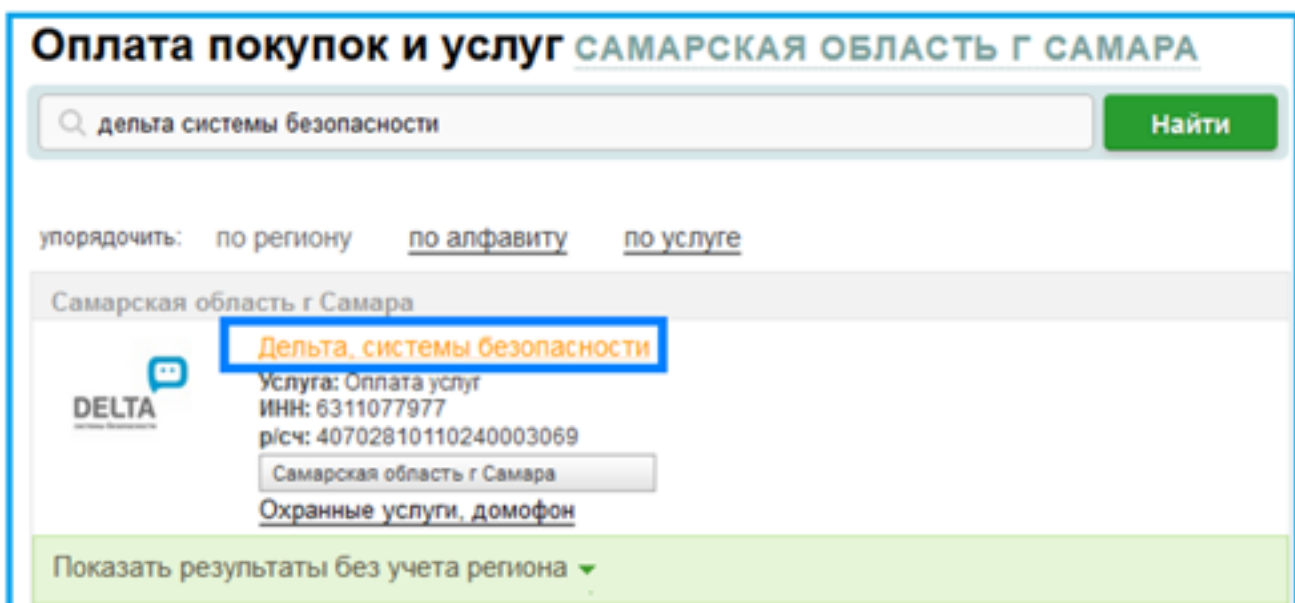 Оплата покупок и услуг САМАРСКАЯ ОБЛАСТЬ Г САМАРА
дельта системы безопасности Найти
упорядочить: по региону по алфавиту по услуге
Самарская область г Самара
Дельта, системы безопасности
Услуга: Оплата услуг
DELTA
ИНН: 6311077977
р/сч: 40702810110240003069
Самарская область г Самара
Охранные услуги, домофон
Показать результаты без учета региона